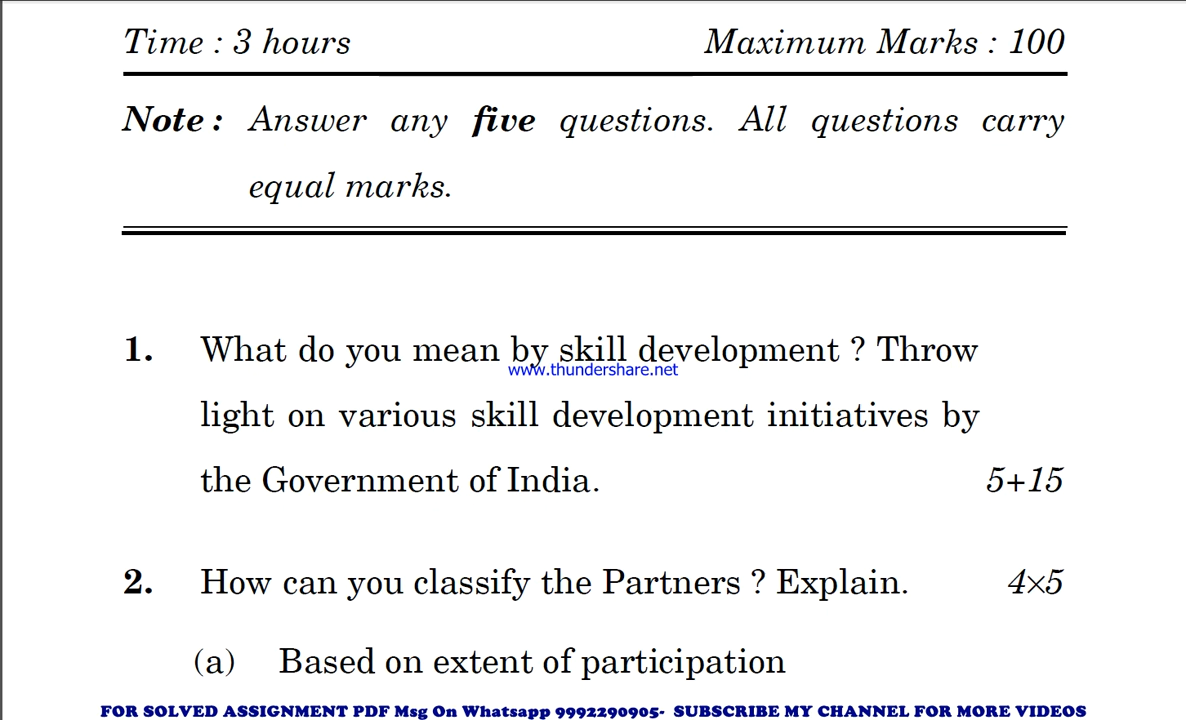 Time : 3 hours Maximum Marks : 100
Note : Answer any five questions. All questions carry
equal marks.
1. What do you mean by skill development ? Throw
www.thundershare.net
light on various skill development initiatives by
the Government of India. 5+15
2. How can you classify the Partners ? Explain. 4×5
(a) Based on extent of participation
FOR SOLVED ASSIGNMENT PDF Msg On Whatsapp 9992290905- SUBSCRIBE MY CHANNEL FOR MORE VIDEOS